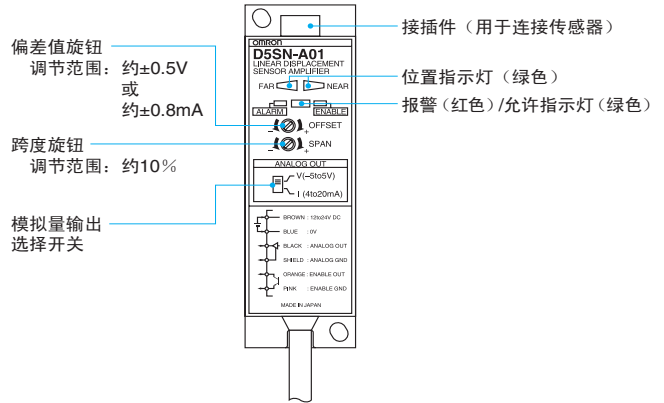 接插件（用于连接传感器）
偏差值旋钮
调节范围：约±0.5V
或
约±0.8mA
omron
D5SN-A01
LINEAR DISPLACEMENT
SENSOR AMPLIFIER
FAR NEAR
位置指示灯（绿色）
报警（红色）/允许指示灯（绿色）
ALARM ENABLE
- + OFFSET
跨度旋钮
调节范围：约10%
- + SPAN
ANALOG OUT
V(–5to5V)
I (4to20mA)
模拟量输出
选择开关
BROWN : 12to24V DC
BLUE : 0V
BLACK : ANALOG OUT
SHIELD : ANALOG GND
ORANGE : ENABLE OUT
PINK : ENABLE GND
MADE IN JAPAN